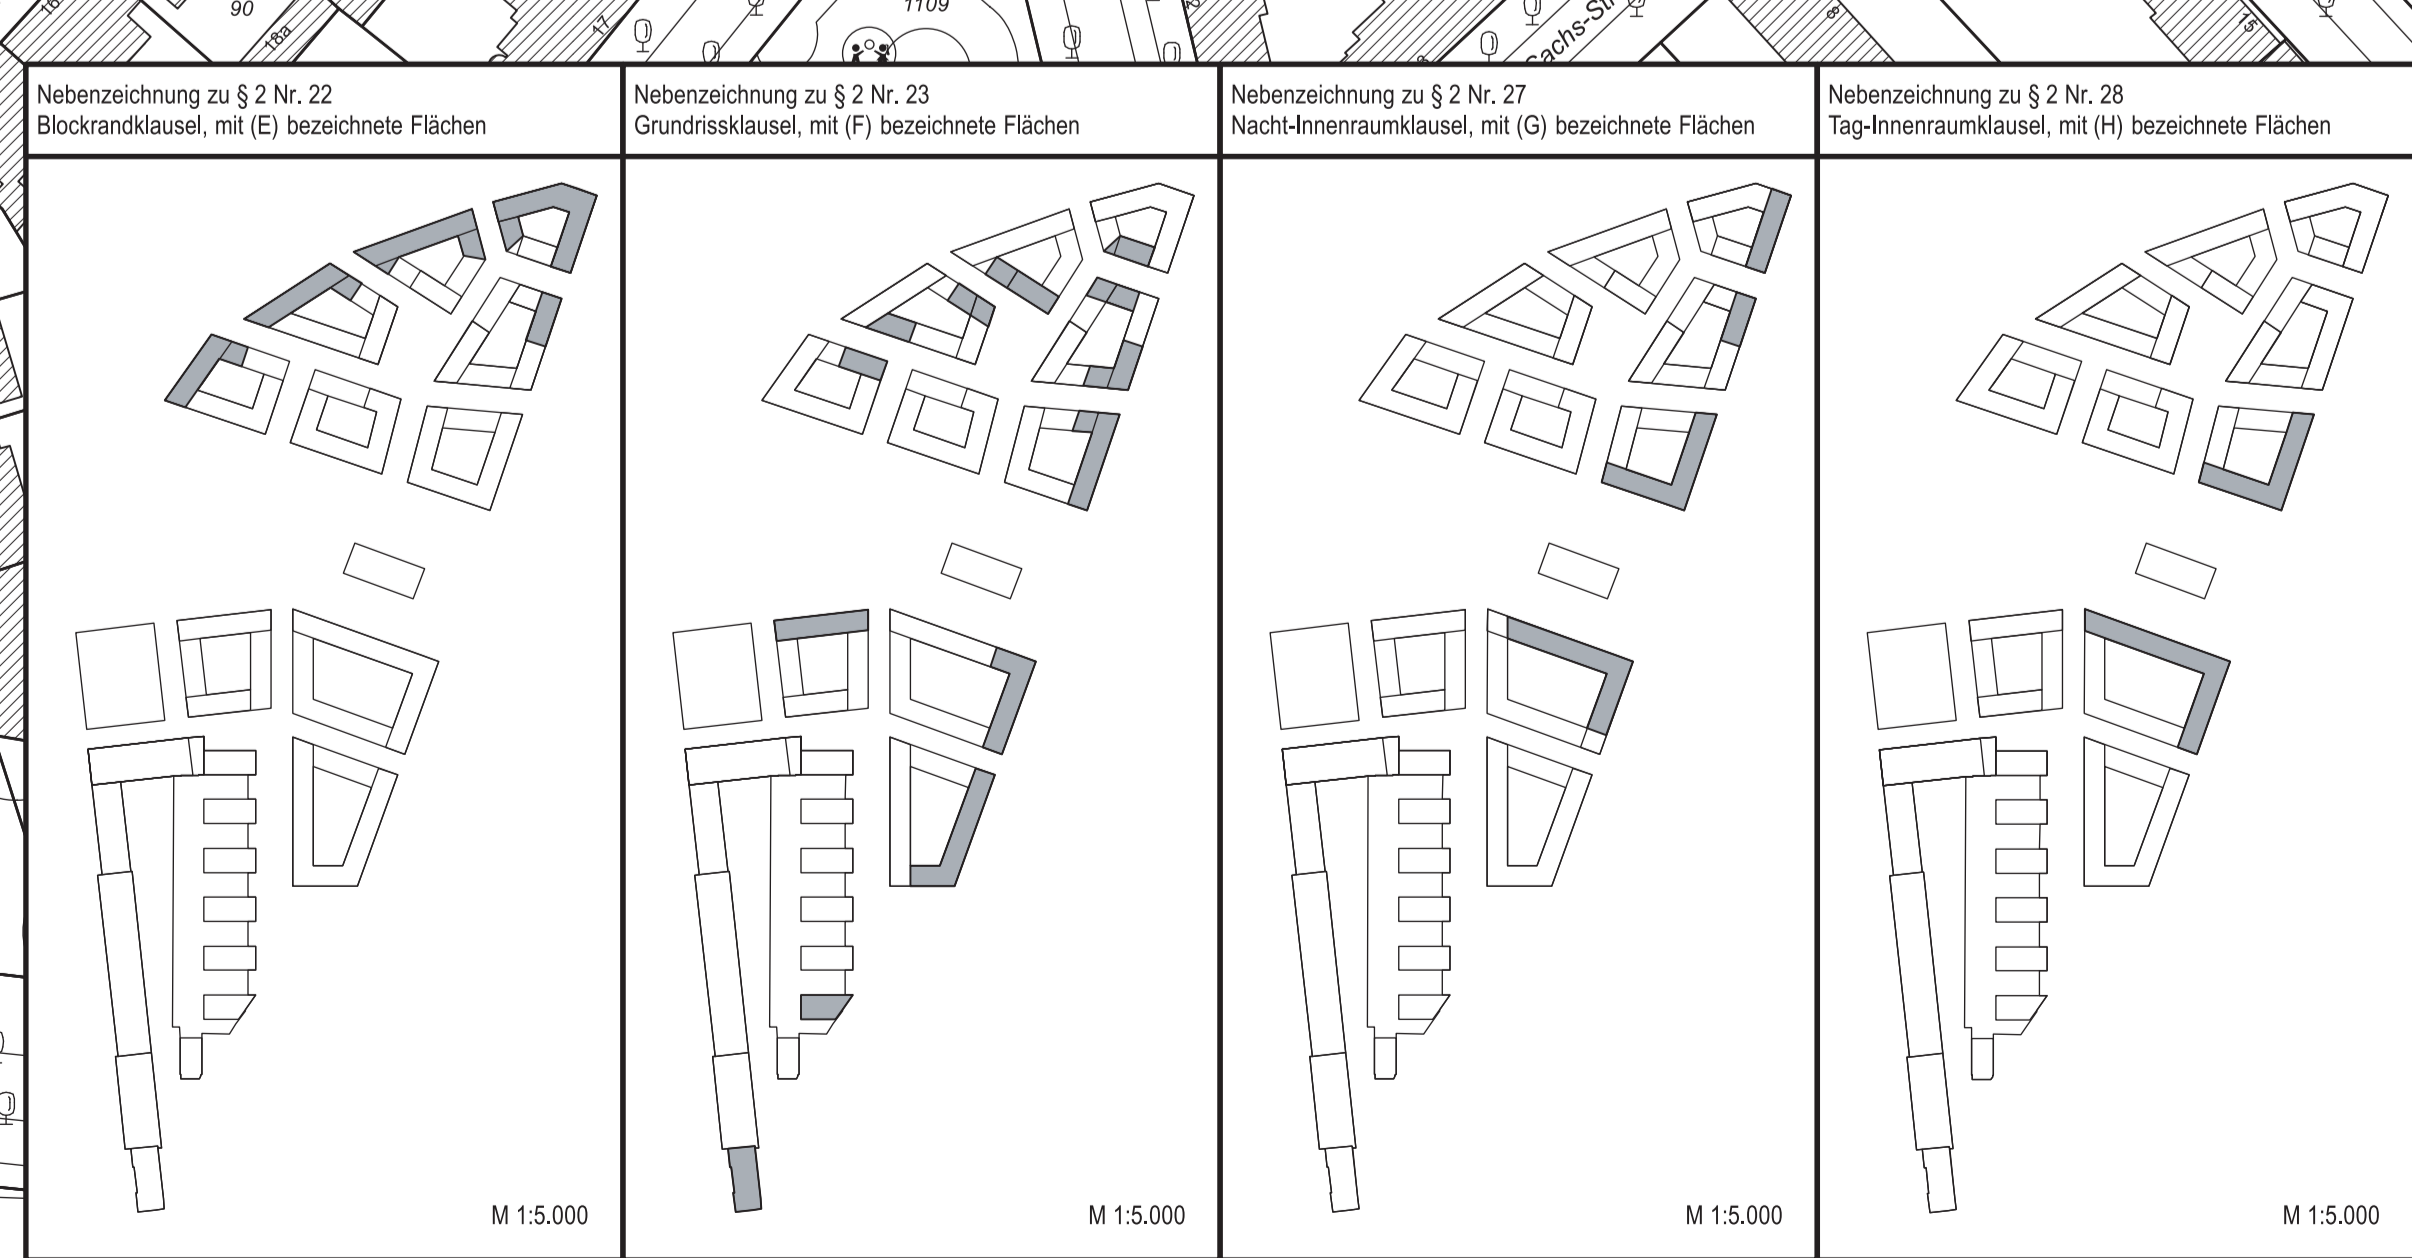 16
90
18a
17
1109
Sachs-Str
8
15
Nebenzeichnung zu § 2 Nr. 22
Blockrandklausel, mit (E) bezeichnete Flächen
Nebenzeichnung zu § 2 Nr. 23
Grundrissklausel, mit (F) bezeichnete Flächen
Nebenzeichnung zu § 2 Nr. 27
Nacht-Innenraumklausel, mit (G) bezeichnete Flächen
Nebenzeichnung zu § 2 Nr. 28
Tag-Innenraumklausel, mit (H) bezeichnete Flächen
M 1:5.000
M 1:5.000
M 1:5.000
M 1:5.000